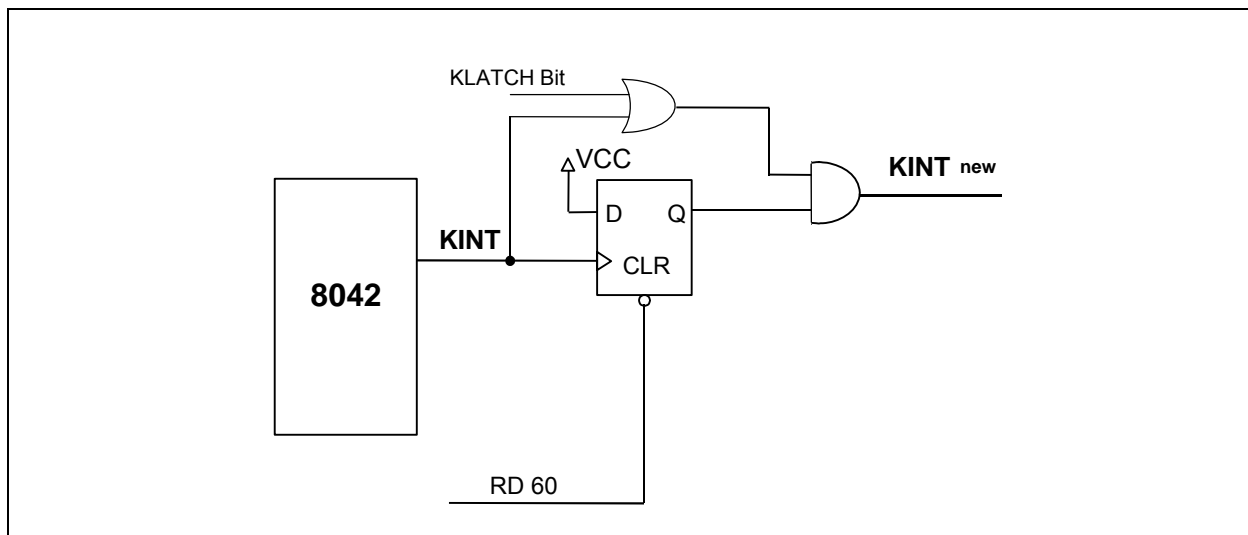 KLATCH Bit
VCC
KINT new
D Q
KINT
CLR
8042
RD 60